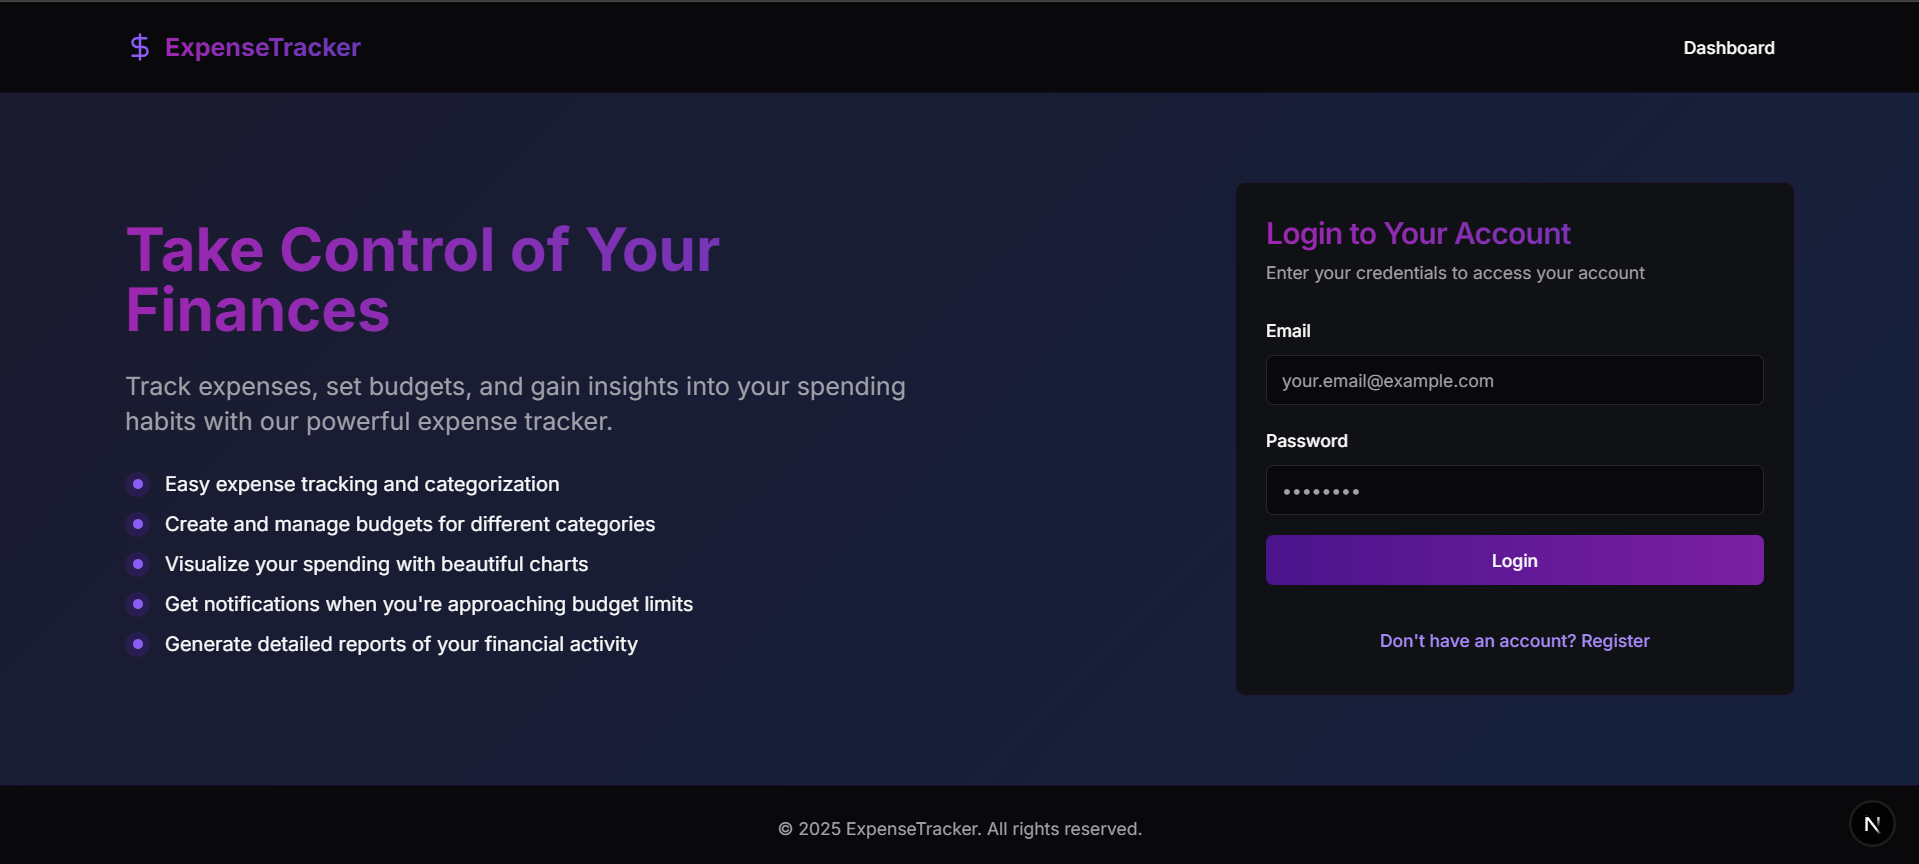 ExpenseTracker
Dashboard
Take Control of Your
Finances
Track expenses, set budgets, and gain insights into your spending
habits with our powerful expense tracker.
Easy expense tracking and categorization
Create and manage budgets for different categories
Visualize your spending with beautiful charts
Get notifications when you're approaching budget limits
Generate detailed reports of your financial activity
Login to Your Account
Enter your credentials to access your account
Email
your.email@example.com
Password
••••••••
Login
Don't have an account? Register
© 2025 ExpenseTracker. All rights reserved.
N